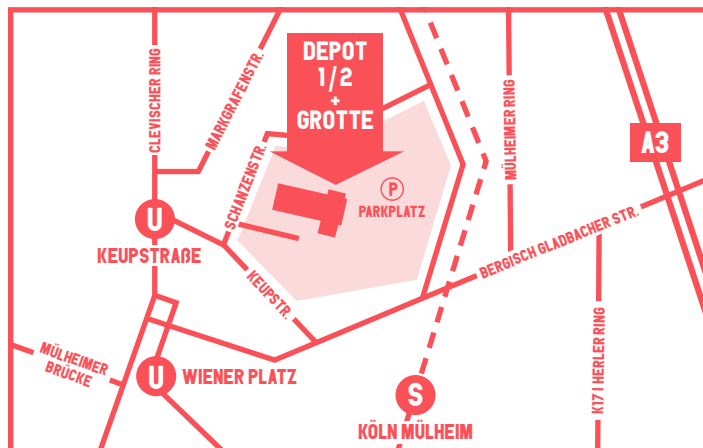 DEPOT
1/2
+
GROTTE
CLEVISCHER RING
MARKGRAFENSTR.
SCHANZENSTR.
MÜLHEIMER RING
A3
P
PARKPLATZ
U
KEUPSTRAßE
KEUPSTR.
BERGISCH GLADBACHER STR.
MÜLHEIMER
BRÜCKE
U
WIENER PLATZ
S
KÖLN MÜLHEIM
K17 I HERLER RING